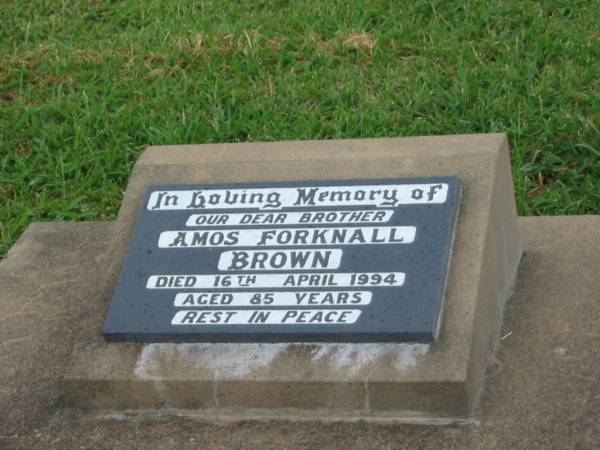 In Loving Memory of
OUR DEAR BROTHER
AMOS FORKNALL
BROWN
DIED 16TH APRIL 1994
AGED 85 YEARS
REST IN PEACE